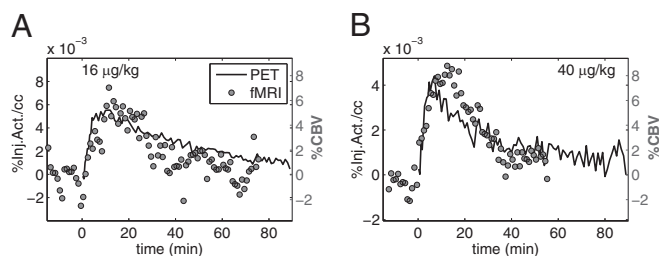 A
x 10⁻³
16 µg/kg
PET
fMRI
%Inj.Act./cc
8
6
4
2
0
−2
8
6
4
2
0
−2
%CBV
0
20
40
60
80
time (min)
B
x 10⁻³
40 µg/kg
%Inj.Act./cc
4
2
0
−2
8
6
4
2
0
−2
%CBV
0
20
40
60
80
time (min)